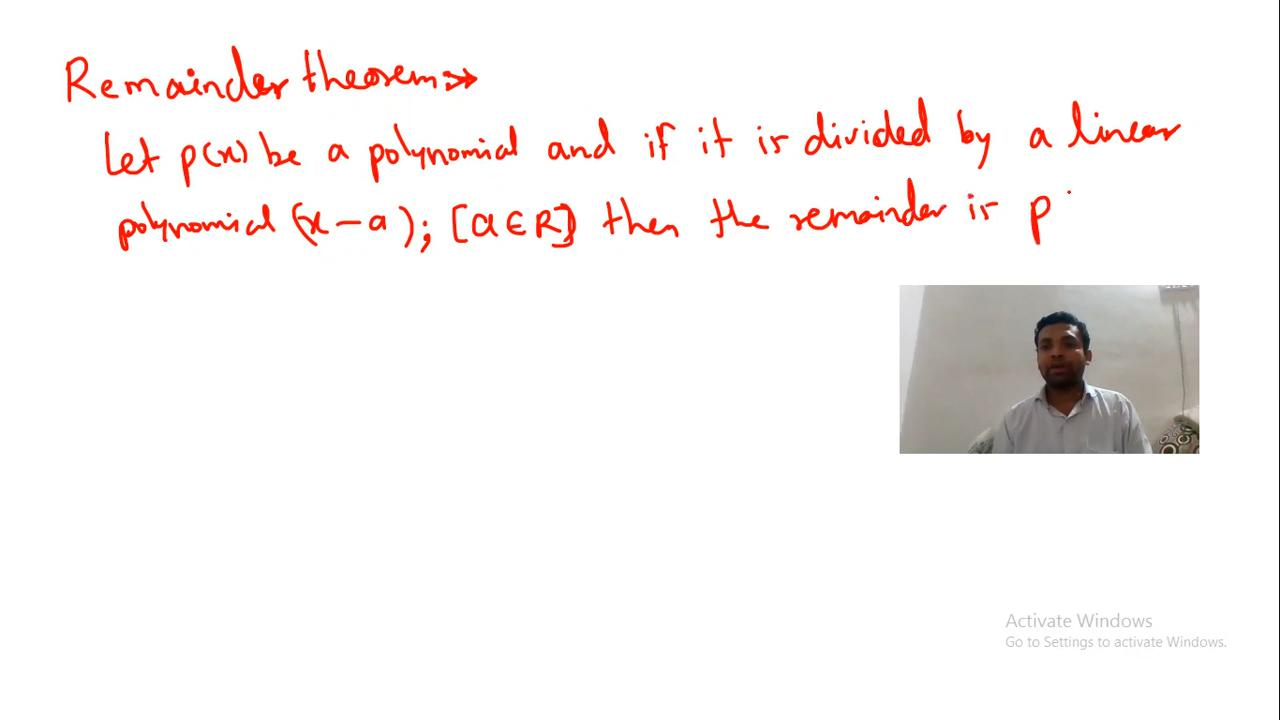 Remainder theorem →
Let p(x) be a polynomial and if it is divided by a linear
polynomial (x-a); [a∈R] then the remainder is p
Activate Windows
Go to Settings to activate Windows.